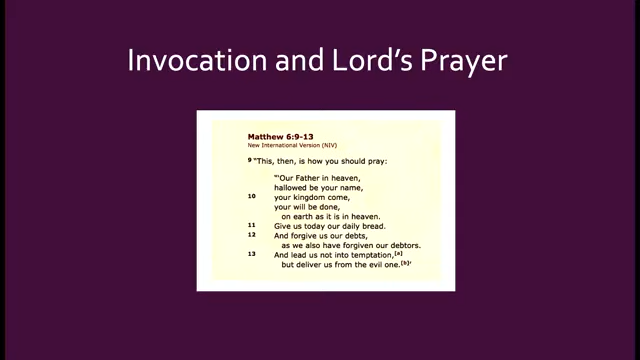 Invocation and Lord's Prayer
Matthew 6:9-13
New International Version (NIV)
9 “This, then, is how you should pray:
“‘Our Father in heaven,
hallowed be your name,
10 your kingdom come,
your will be done,
on earth as it is in heaven.
11 Give us today our daily bread.
12 And forgive us our debts,
as we also have forgiven our debtors.
13 And lead us not into temptation,[a]
but deliver us from the evil one.[b]’